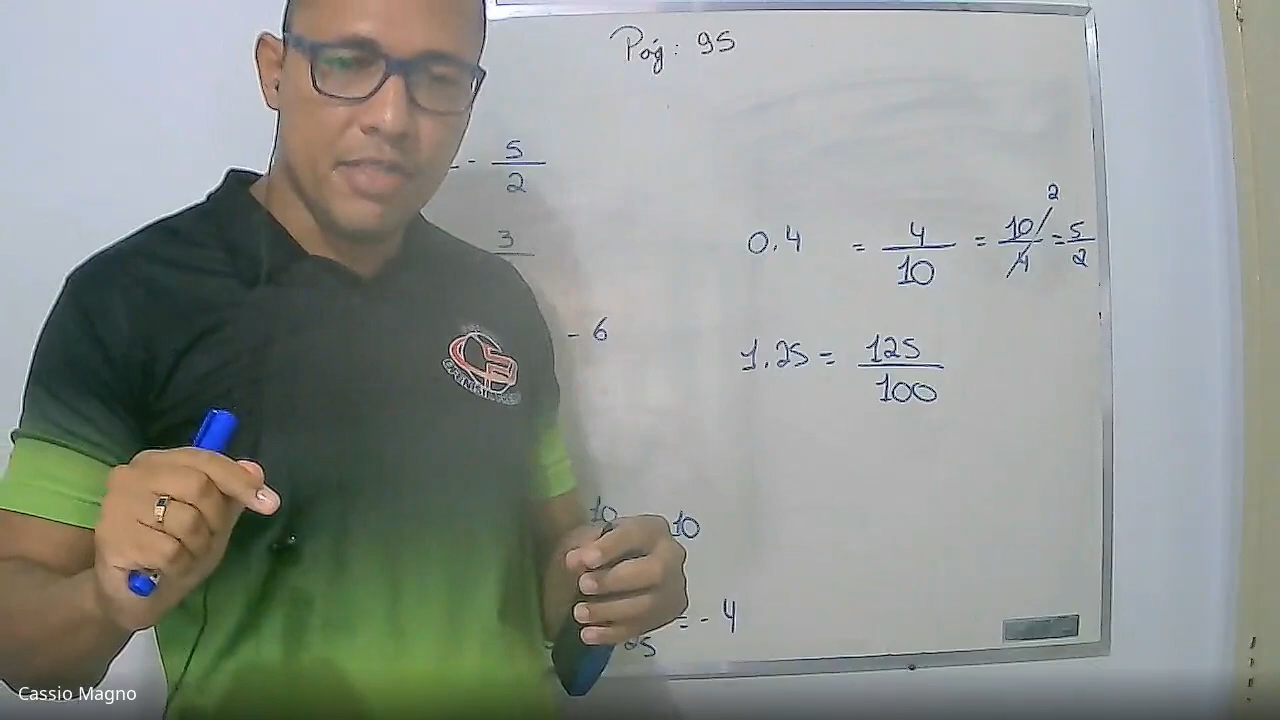 Pág: 95
- 5/2
3
0.4 = 4/10 = 10/4 = 5/2
2
- 6
1.25 = 125/100
10 10
= - 4
25
Cassio Magno